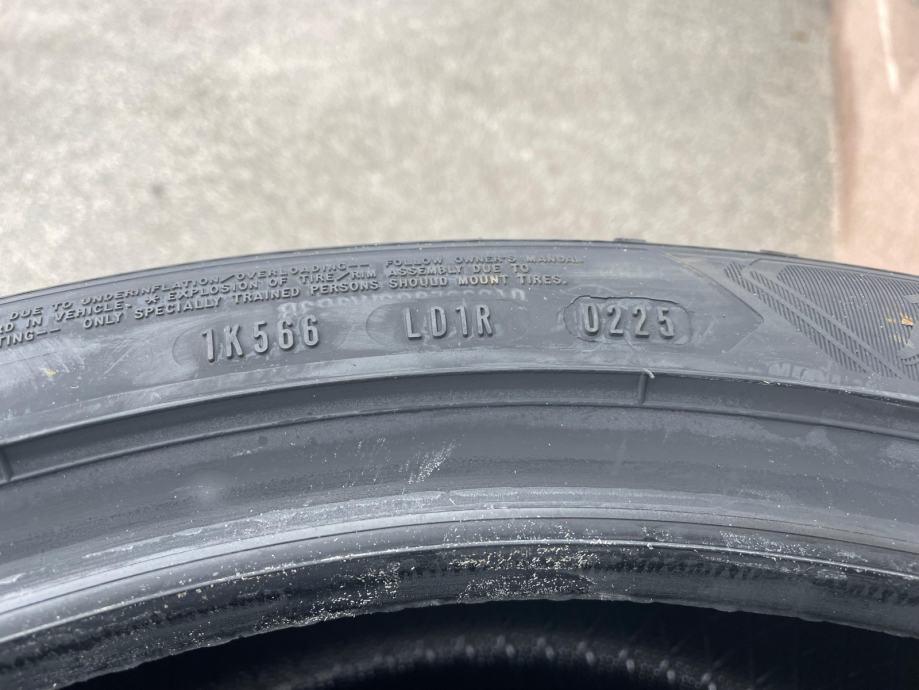 DUE TO UNDERINFLATION/OVERLOADING-- FOLLOW OWNER'S MANUAL
IN VEHICLE. * EXPLOSION OF TIRE/RIM ASSEMBLY DUE TO
ONLY SPECIALLY TRAINED PERSONS SHOULD MOUNT TIRES.
1K566 LD1R 0225